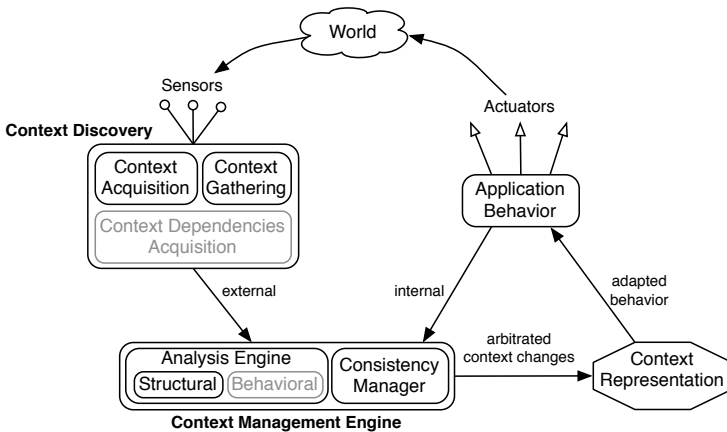 World
Sensors
Actuators
Context Discovery
Context
Acquisition
Context
Gathering
Context Dependencies
Acquisition
Application
Behavior
external
internal
adapted
behavior
arbitrated
context changes
Analysis Engine
Structural
Behavioral
Consistency
Manager
Context
Representation
Context Management Engine